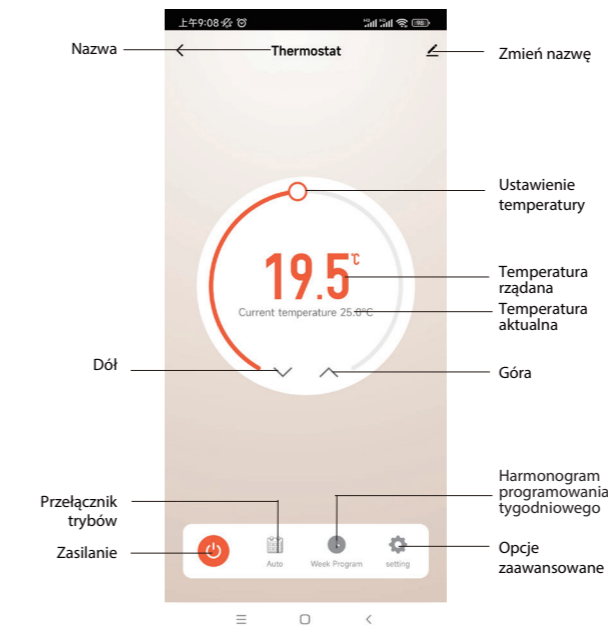 上午9:08
Nazwa
Thermostat
Zmień nazwę
Ustawienie
temperatury
19.5℃
Temperatura
rządana
Current temperature 25.0°C
Temperatura
aktualna
Dół
Góra
Harmonogram
programowania
tygodniowego
Przełącznik
trybów
Zasilanie
Auto
Week Program
setting
Opcje
zaawansowane